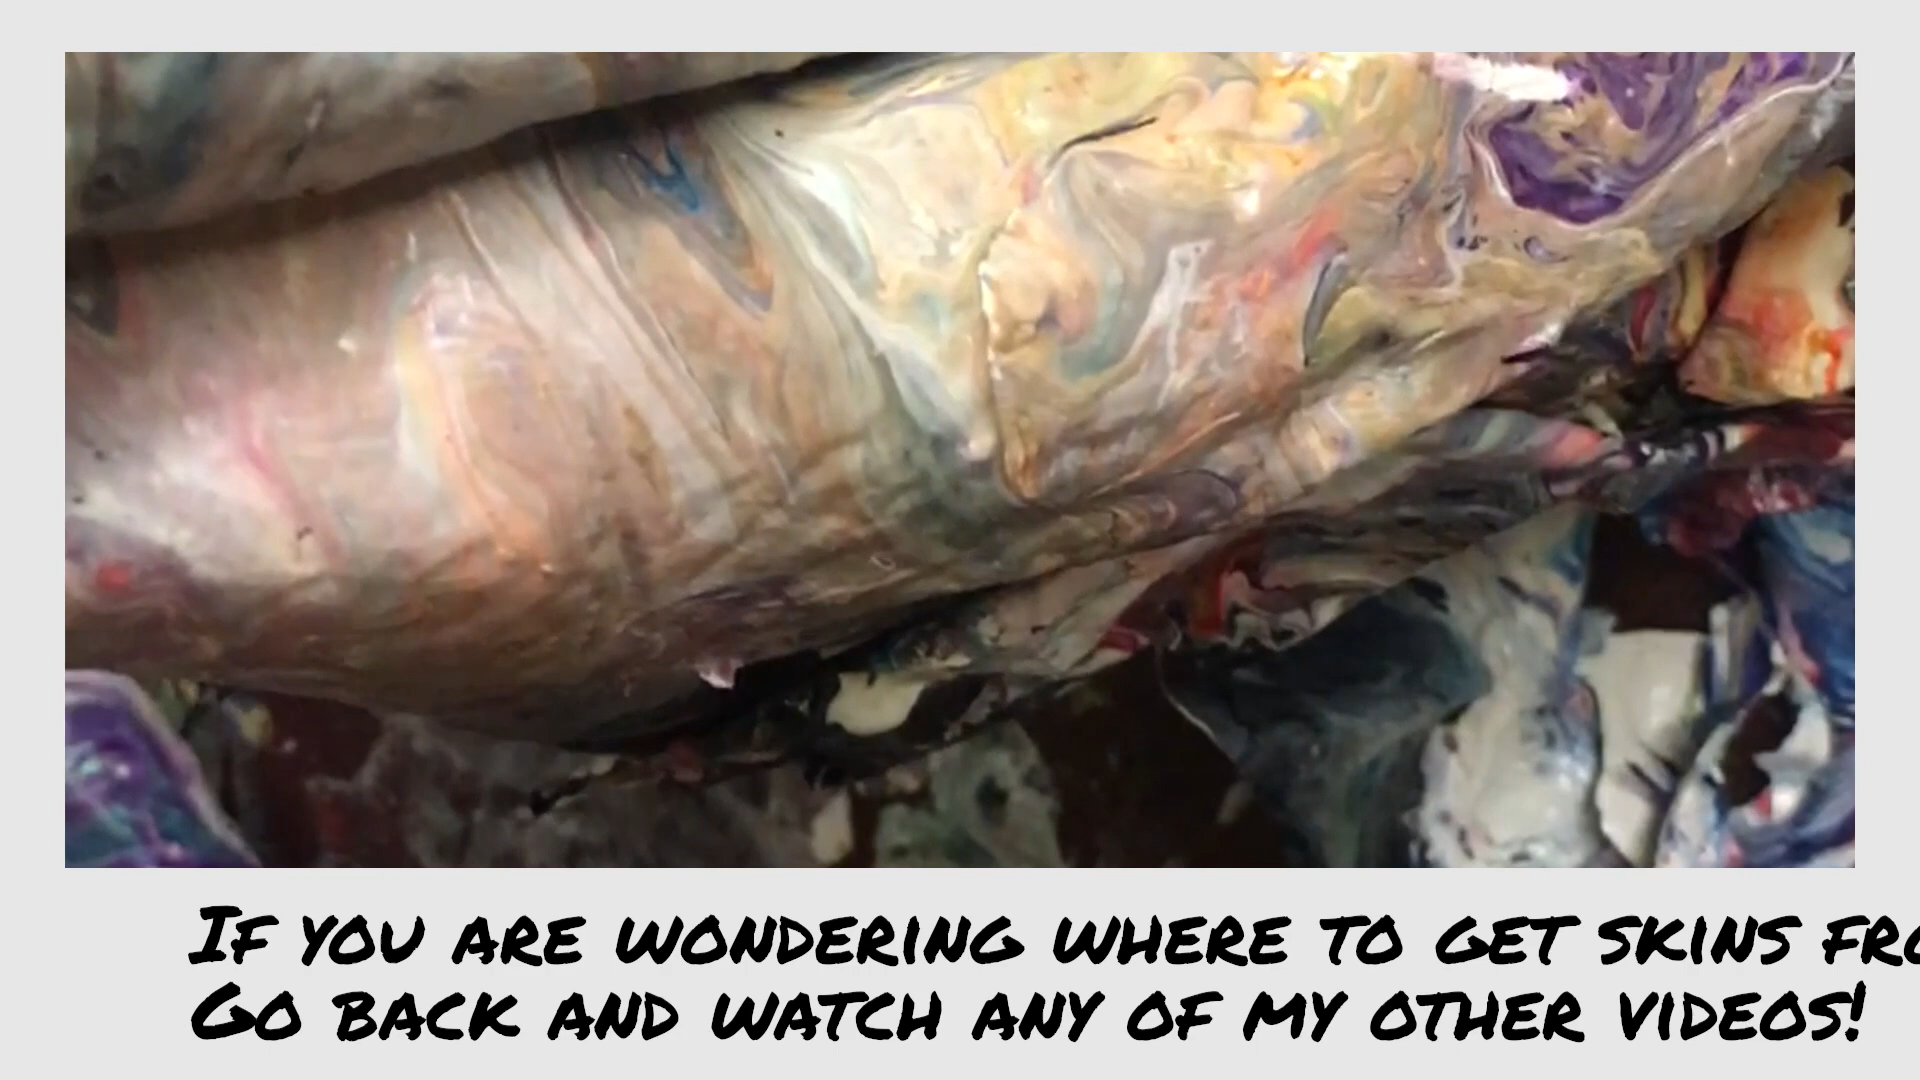 If you are wondering where to get skins
Go back and watch any of my other videos!